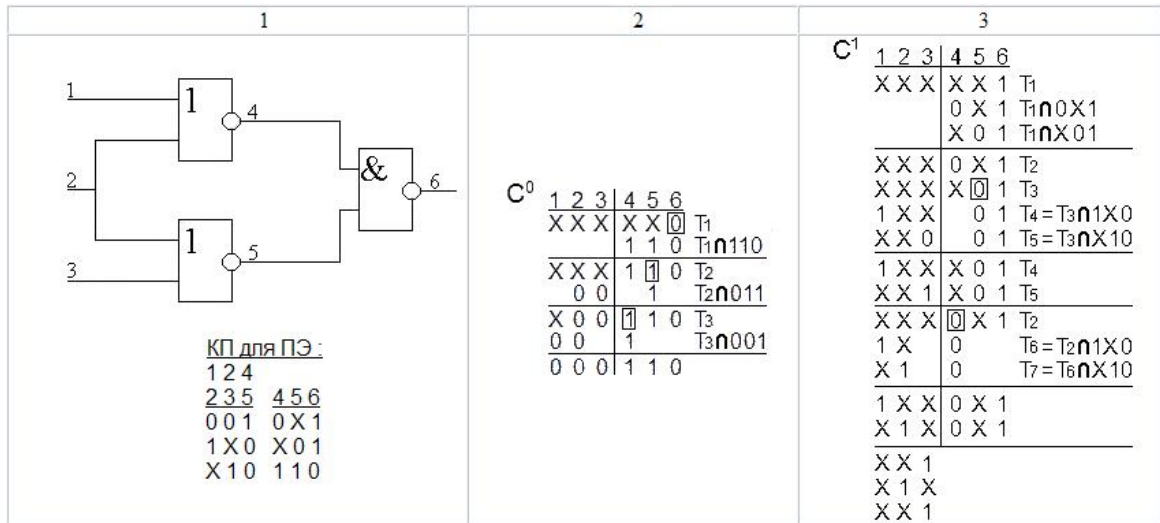 1
2
3
1
2
3
1
4
1
5
&
6
КП для ПЭ :
1 2 4
2 3 5 4 5 6
0 0 1 0 X 1
1 X 0 X 0 1
X 1 0 1 1 0
C⁰ 1 2 3 4 5 6
X X X X X 0 T1
1 1 0 T1∩110
X X X 1 1 0 T2
0 0 1 T2∩011
X 0 0 1 1 0 T3
0 0 1 T3∩001
0 0 0 1 1 0
C¹ 1 2 3 4 5 6
X X X X X 1 T1
0 X 1 T1∩0X1
X 0 1 T1∩X01
X X X 0 X 1 T2
X X X X 0 1 T3
1 X X 0 1 T4=T3∩1X0
X X 0 0 1 T5=T3∩X10
1 X X X 0 1 T4
X X 1 X 0 1 T5
X X X 0 X 1 T2
1 X 0 T6=T2∩1X0
X 1 0 T7=T6∩X10
1 X X 0 X 1
X 1 X 0 X 1
X X 1
X 1 X
X X 1